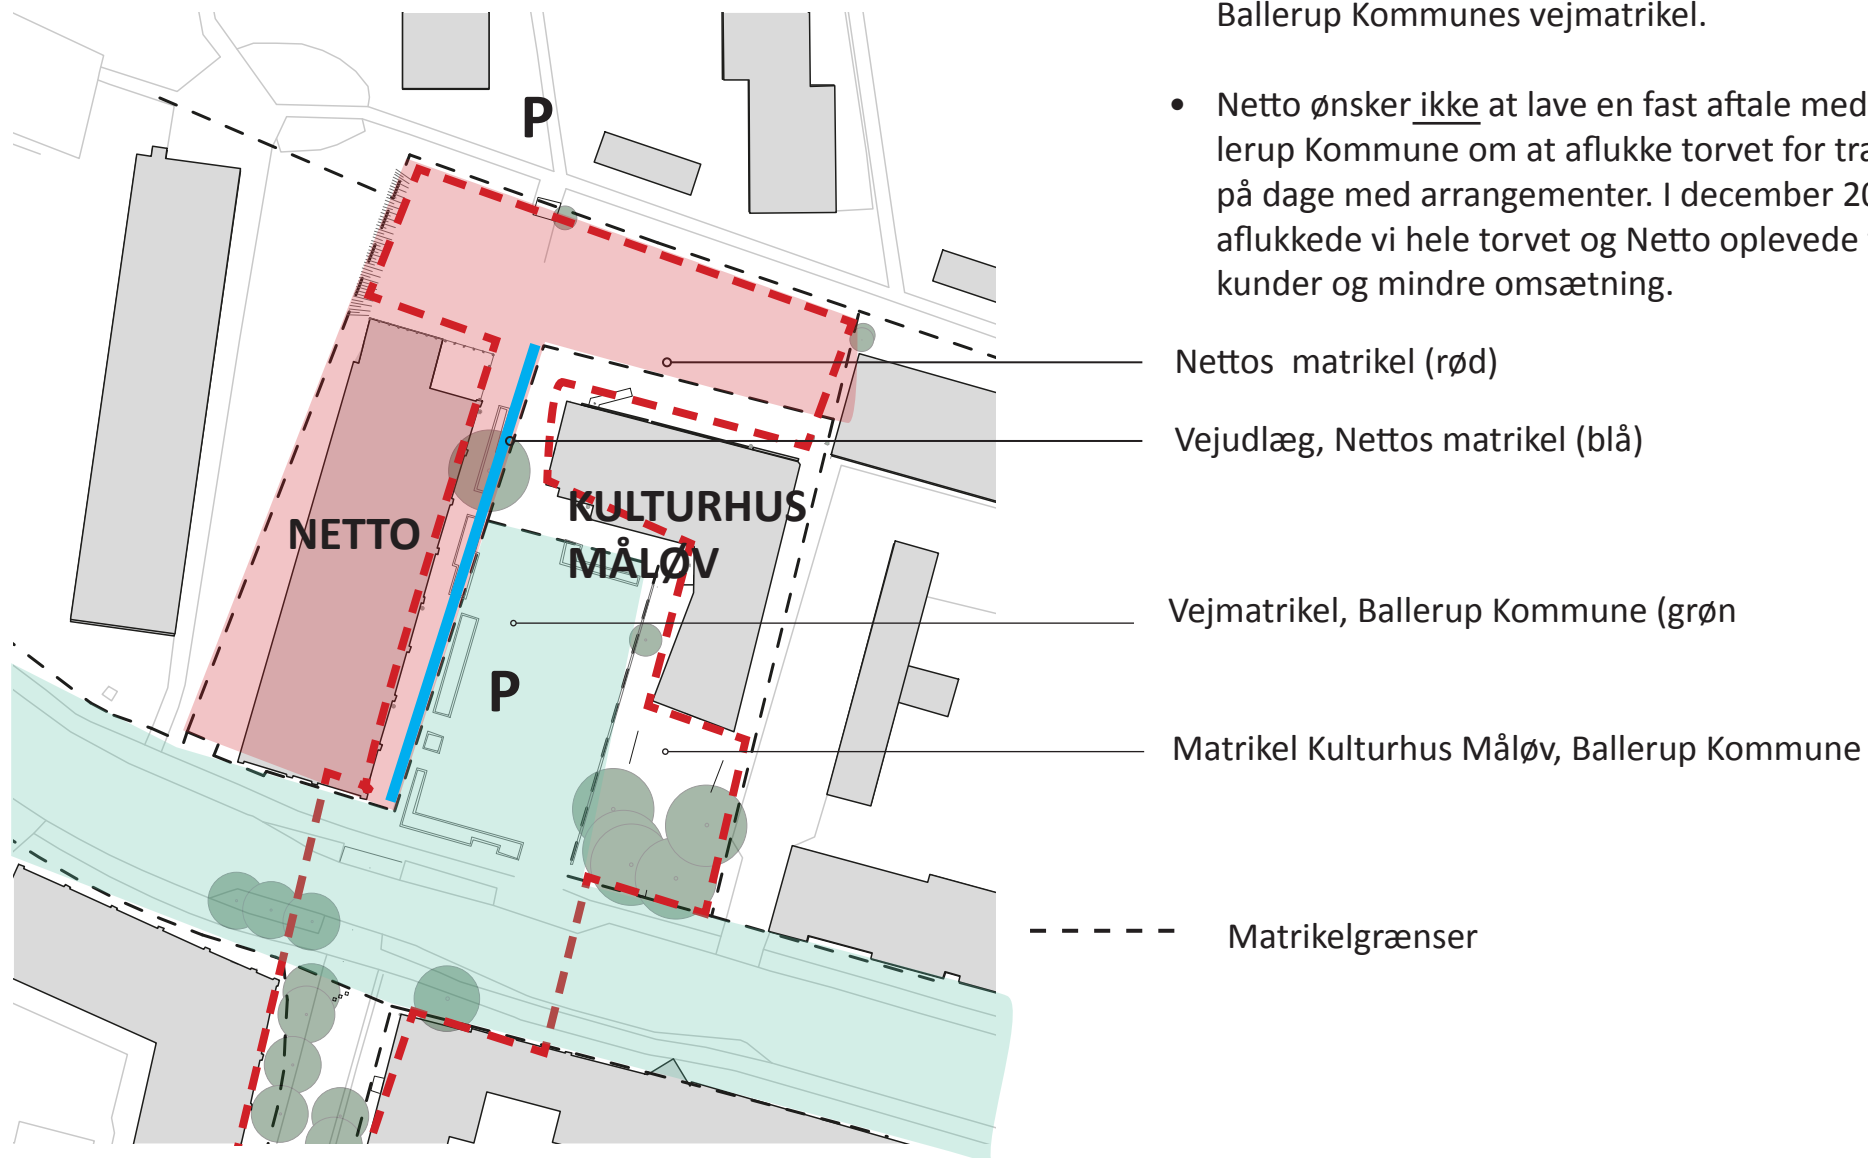 Ballerup Kommunes vejmatrikel.
• Netto ønsker ikke at lave en fast aftale med
lerup Kommune om at aflukke torvet for tra
på dage med arrangementer. I december 20
aflukkede vi hele torvet og Netto oplevede
kunder og mindre omsætning.
P
Nettos matrikel (rød)
Vejudlæg, Nettos matrikel (blå)
NETTO
KULTURHUS
MÅLØV
Vejmatrikel, Ballerup Kommune (grøn
P
Matrikel Kulturhus Måløv, Ballerup Kommune
Matrikelgrænser